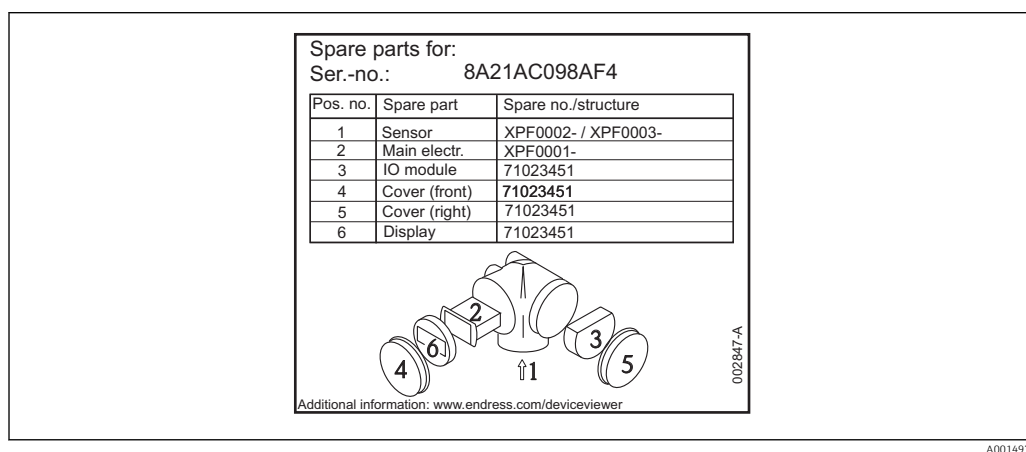 Spare parts for:
Ser.-no.: 8A21AC098AF4
Pos. no. Spare part Spare no./structure
1 Sensor XPF0002- / XPF0003-
2 Main electr. XPF0001-
3 IO module 71023451
4 Cover (front) 71023451
5 Cover (right) 71023451
6 Display 71023451
2
6
3
4
1
5
002847-A
Additional information: www.endress.com/deviceviewer